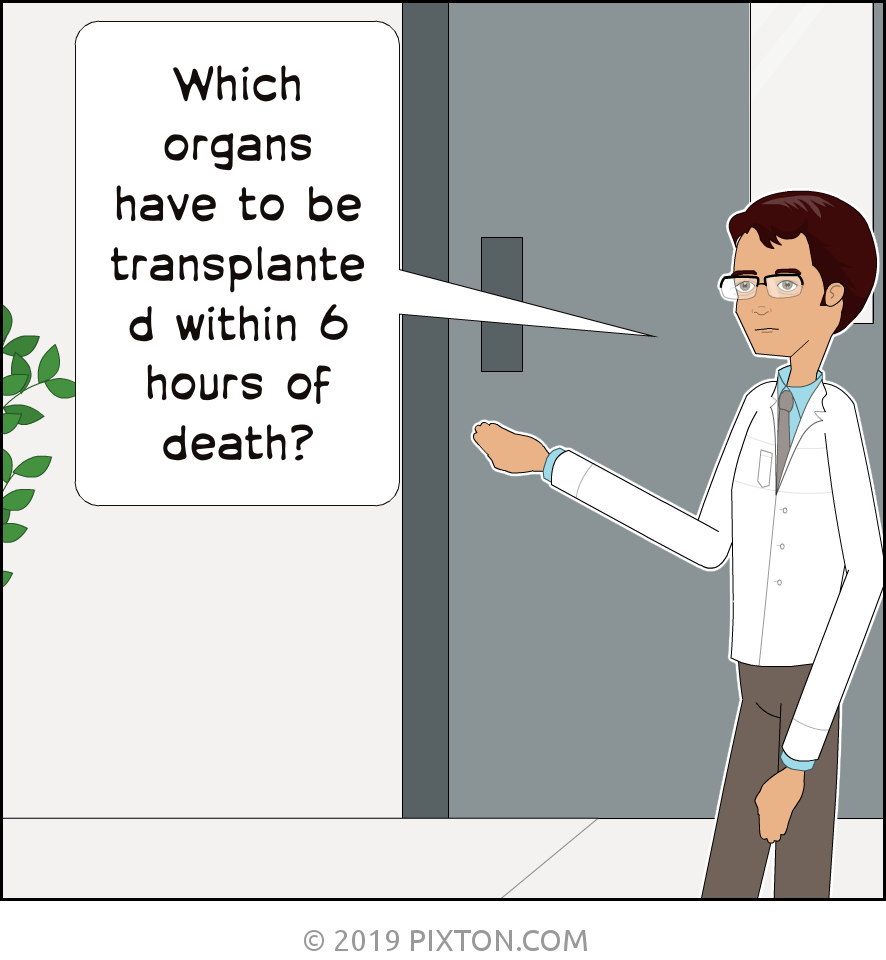 Which
organs
have to be
transplante
d within 6
hours of
death?
© 2019 PIXTON.COM